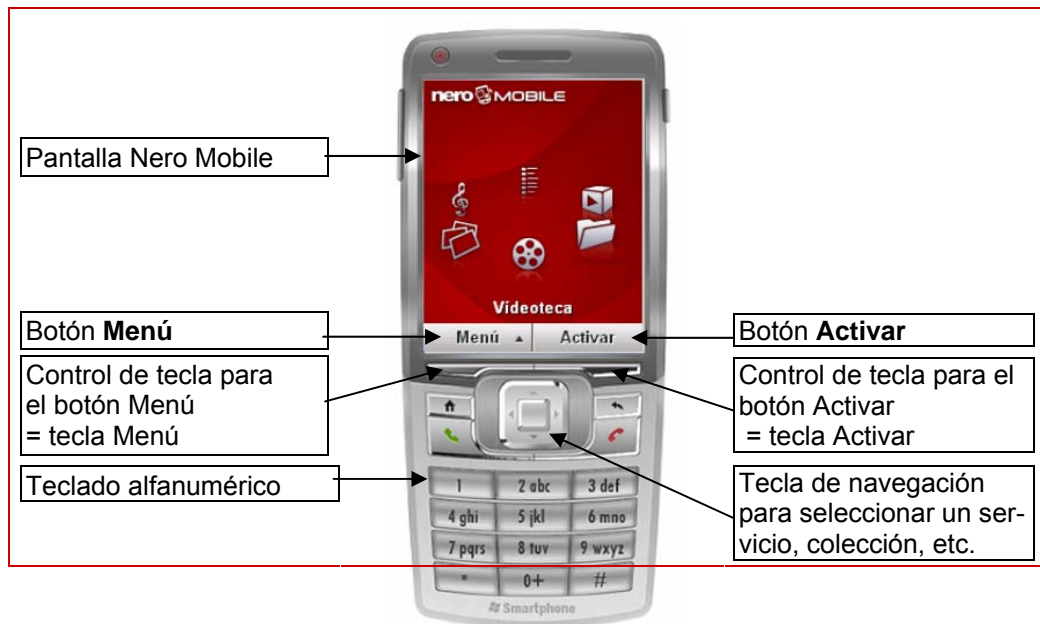 nero MOBILE
Pantalla Nero Mobile
Vídeoteca
Botón Menú
Menú
Activar
Botón Activar
Control de tecla para
el botón Menú
= tecla Menú
Control de tecla para el
botón Activar
= tecla Activar
Teclado alfanumérico
Tecla de navegación
para seleccionar un ser-
vicio, colección, etc.
1 2 abc 3 def
4 ghi 5 jkl 6 mno
7 pqrs 8 tuv 9 wxyz
* 0+ #
Smartphone